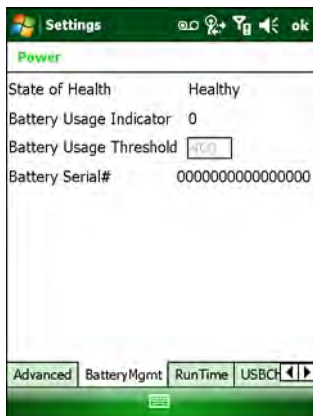 Settings ok
Power
State of Health Healthy
Battery Usage Indicator 0
Battery Usage Threshold 400
Battery Serial# 0000000000000000
Advanced BatteryMgmt RunTime USBCh